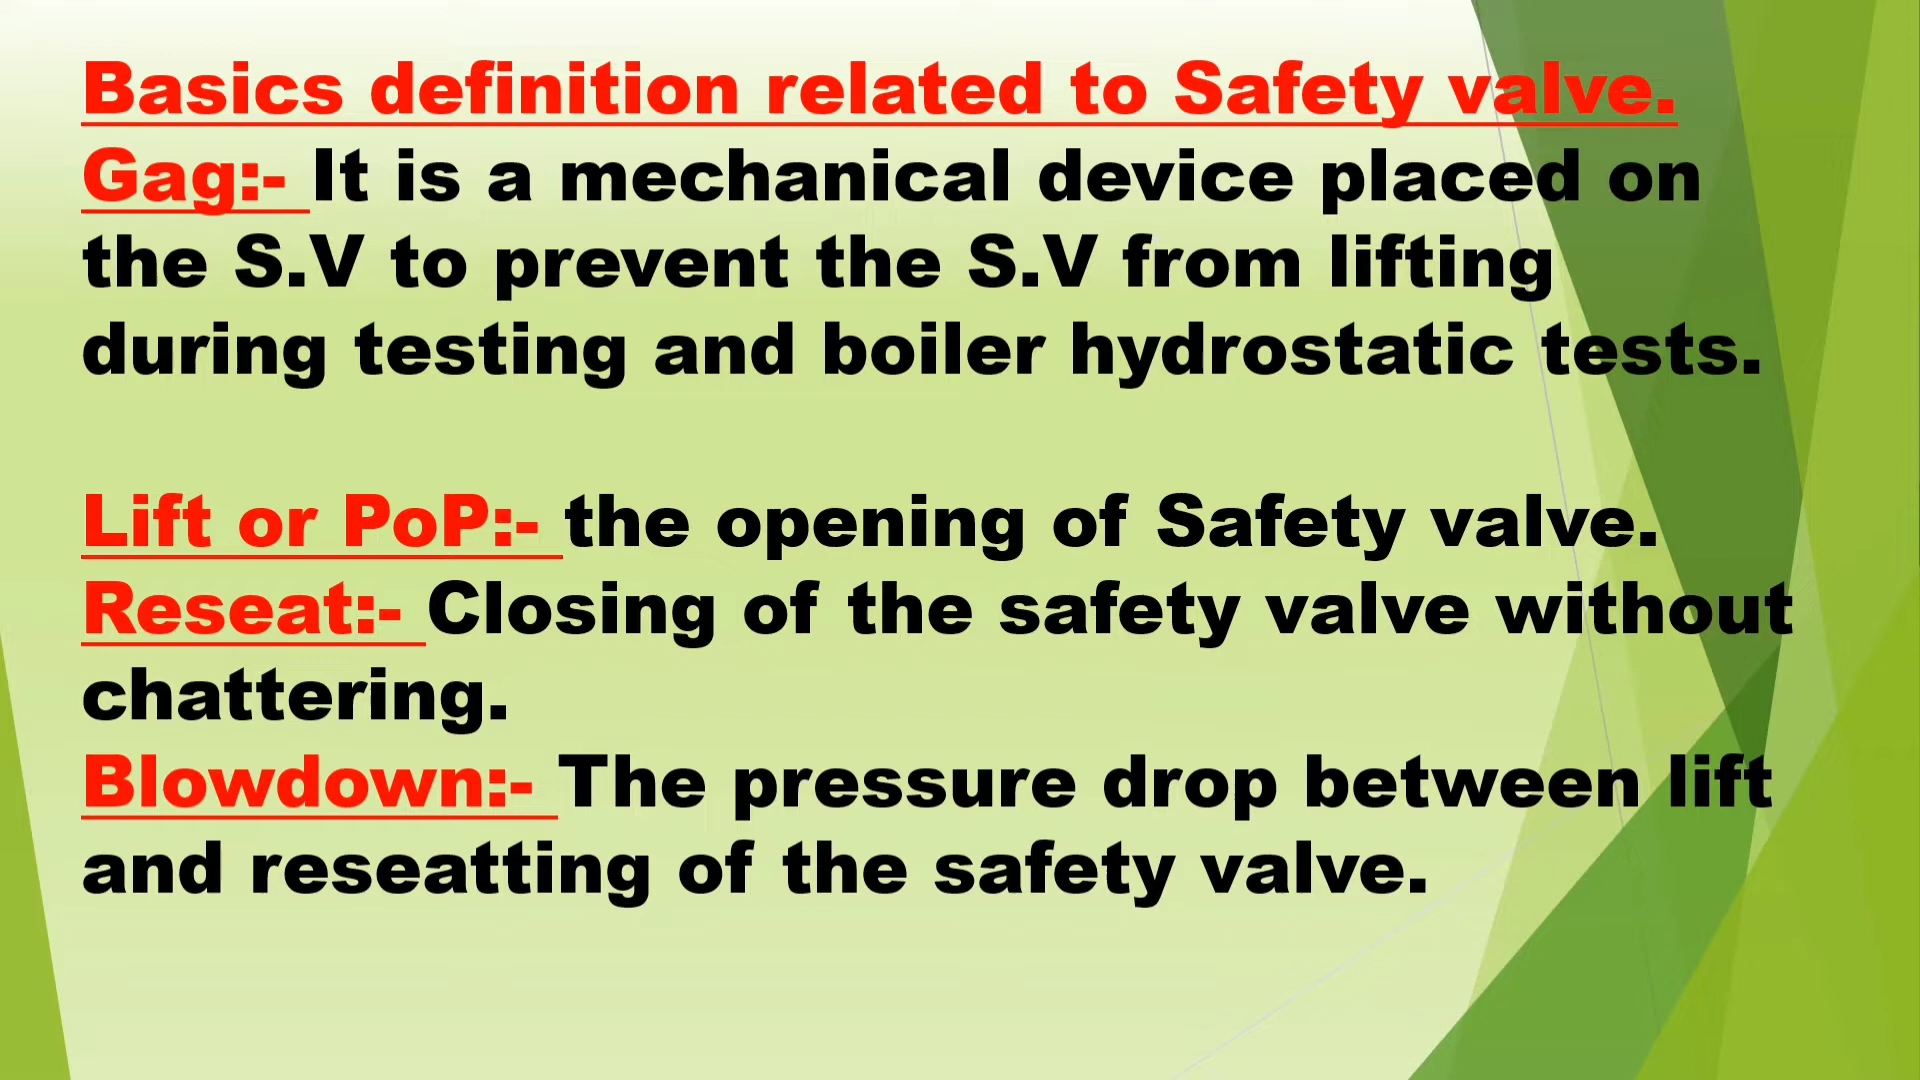 Basics definition related to Safety valve.
Gag:- It is a mechanical device placed on
the S.V to prevent the S.V from lifting
during testing and boiler hydrostatic tests.
Lift or PoP:- the opening of Safety valve.
Reseat:- Closing of the safety valve without
chattering.
Blowdown:- The pressure drop between lift
and reseatting of the safety valve.